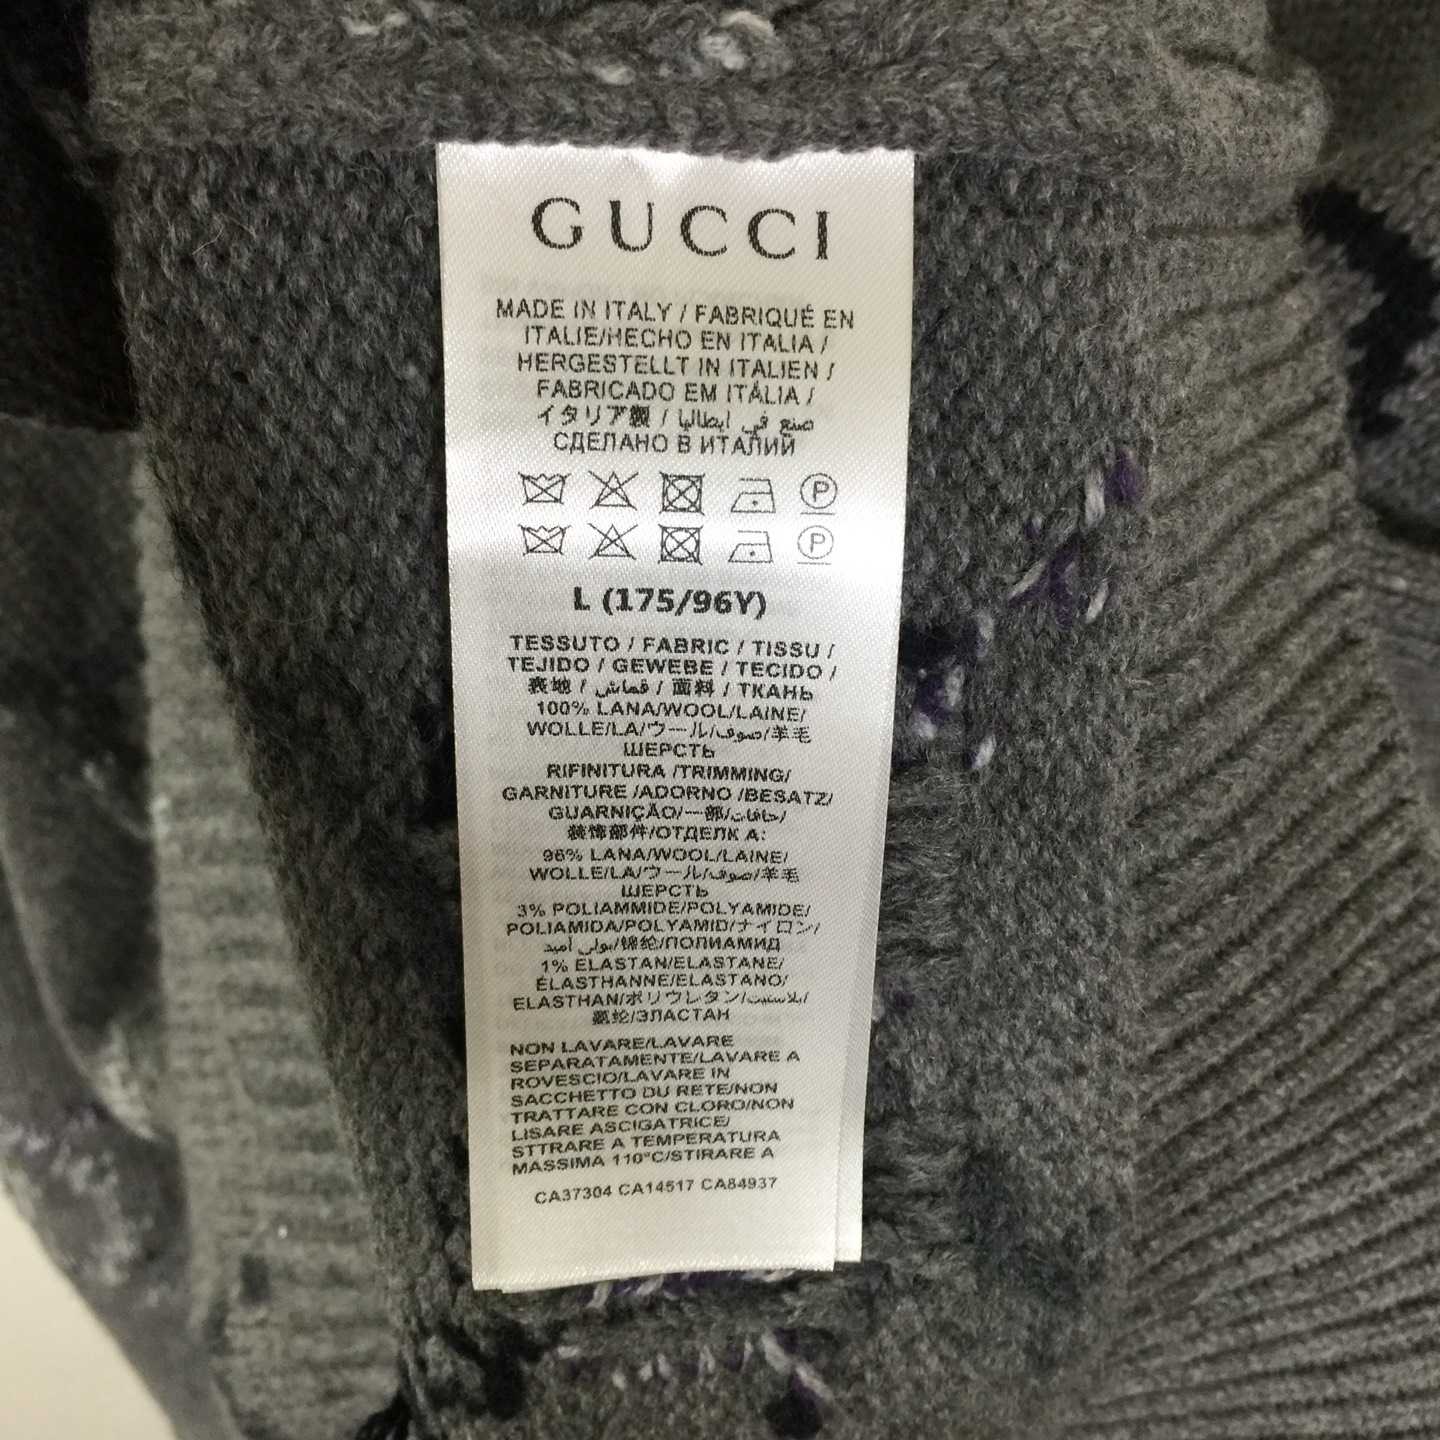 GUCCI
MADE IN ITALY / FABRIQUÉ EN
ITALIE/HECHO EN ITALIA /
HERGESTELLT IN ITALIEN /
FABRICADO EM ITÁLIA /
イタリア製 / صنع في ايطاليا
СДЕЛАНО В ИТАЛИЙ
P
P
L (175/96Y)
TESSUTO / FABRIC / TISSU /
TEJIDO / GEWEBE / TECIDO /
表地 / قماش / 面料 / ТКАНЬ
100% LANA/WOOL/LAINE/
WOLLE/LA/ウール/صوف/羊毛
ШЕРСТЬ
RIFINITURA /TRIMMING/
GARNITURE /ADORNO /BESATZ/
GUARNIÇÃO/一部/حافات/
装饰部件/ОТДЕЛК А:
96% LANA/WOOL/LAINE/
WOLLE/LA/ウール/صوف/羊毛
ШЕРСТЬ
3% POLIAMMIDE/POLYAMIDE/
POLIAMIDA/POLYAMID/ナイロン/
بولي أميد/锦纶/ПОЛИАМИД
1% ELASTAN/ELASTANE/
ÉLASTHANNE/ELASTANO/
ELASTHAN/ポリウレタン/
氨纶/ЭЛАСТАН
NON LAVARE/LAVARE
SEPARATAMENTE/LAVARE A
ROVESCIO/LAVARE IN
SACCHETTO DU RETE/NON
TRATTARE CON CLORO/NON
LISARE ASCIGATRICE/
STTRARE A TEMPERATURA
MASSIMA 110°C/STIRARE A
CA37304 CA14517 CA84937